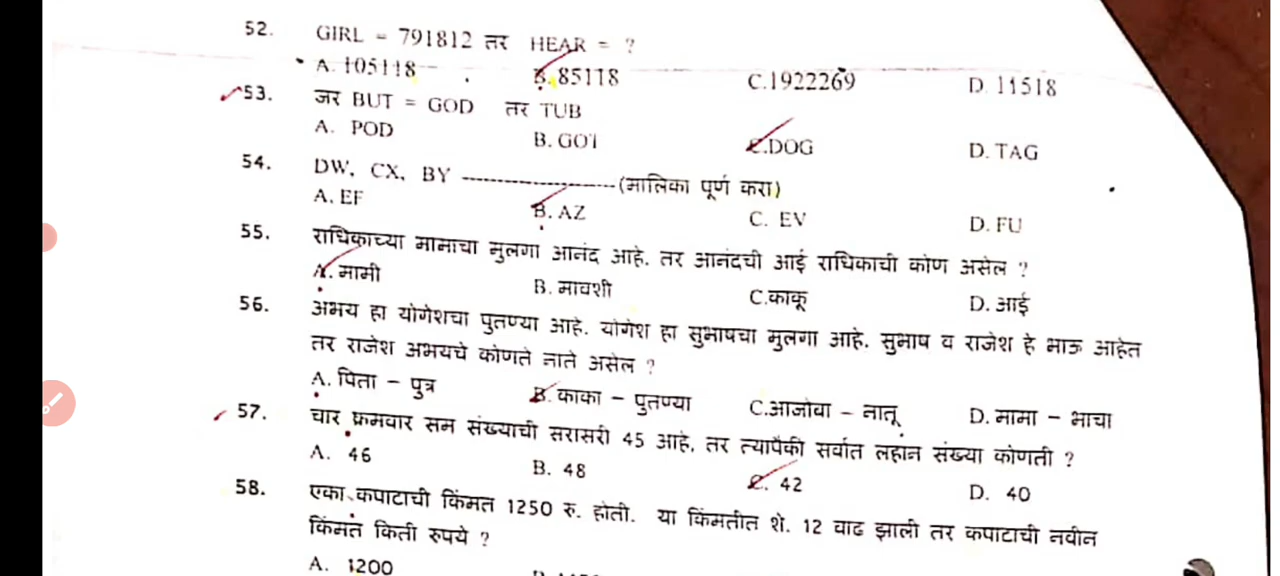 52. GIRL = 791812 तर HEAR = ?
A. 105118 B. 85118 C.1922269 D. 11518
53. जर BUT = GOD तर TUB
A. POD B. GOT C.DOG D. TAG
54. DW, CX, BY --------------------(मालिका पूर्ण करा)
A. EF B. AZ C. EV D. FU
55. राधिकाच्या मामाचा मुलगा आनंद आहे. तर आनंदची आई राधिकाची कोण असेल ?
A. मामी B. मावशी C.काकू D. आई
56. अभय हा योगेशचा पुतण्या आहे. योगेश हा सुभाषचा मुलगा आहे. सुभाष व राजेश हे भाऊ आहेत
तर राजेश अभयचे कोणते नाते असेल ?
A. पिता - पुत्र B. काका - पुतण्या C.आजोबा - नातू D. मामा - भाचा
57. चार क्रमवार सम संख्याची सरासरी 45 आहे, तर त्यापैकी सर्वात लहान संख्या कोणती ?
A. 46 B. 48 C. 42 D. 40
58. एका कपाटाची किंमत 1250 रु. होती. या किंमतीत शे. 12 वाढ झाली तर कपाटाची नवीन
किंमत किती रुपये ?
A. 1200